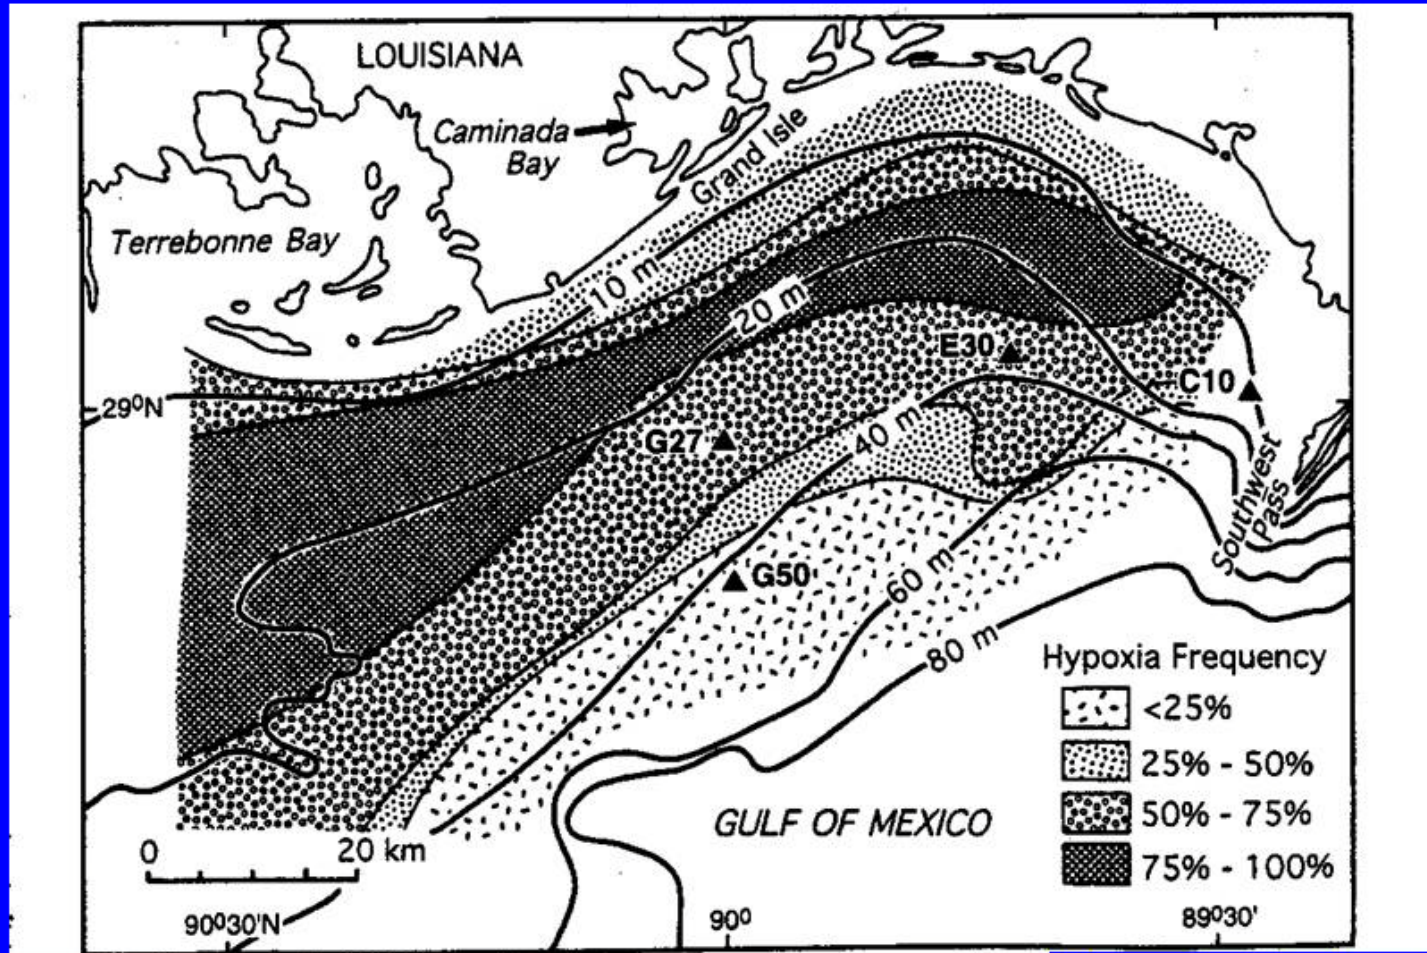 LOUISIANA
Caminada
Bay
Grand Isle
Terrebonne Bay
10 m
20 m
E30
C10
29⁰N
G27
40 m
Southwest
Pass
G50
60 m
80 m
Hypoxia Frequency
<25%
25% - 50%
50% - 75%
75% - 100%
GULF OF MEXICO
0
20 km
90⁰30'N
90⁰
89⁰30'